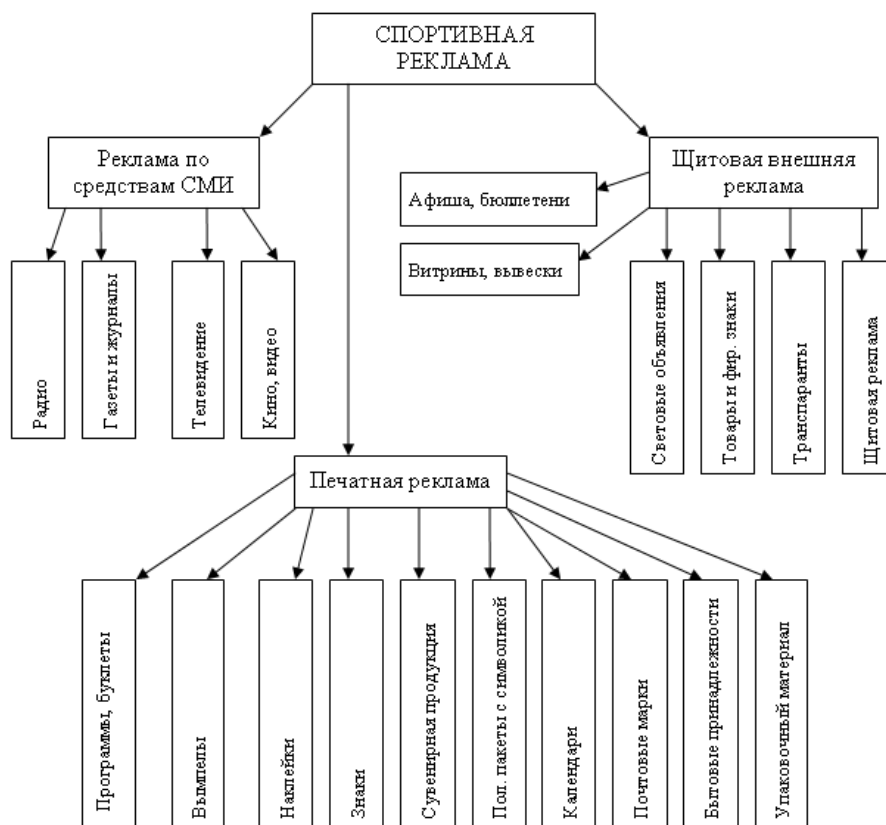 СПОРТИВНАЯ
РЕКЛАМА
Реклама по
средствам СМИ
Щитовая внешняя
реклама
Афиша, бюллетени
Витрины, вывески
Радио
Газеты и журналы
Телевидение
Кино, видео
Световые объявления
Товары и фир. знаки
Транспаранты
Щитовая реклама
Печатная реклама
Программы, буклеты
Вымпелы
Наклейки
Знаки
Сувенирная продукция
Пол. пакеты с символикой
Календари
Почтовые марки
Бытовые принадлежности
Упаковочный материал